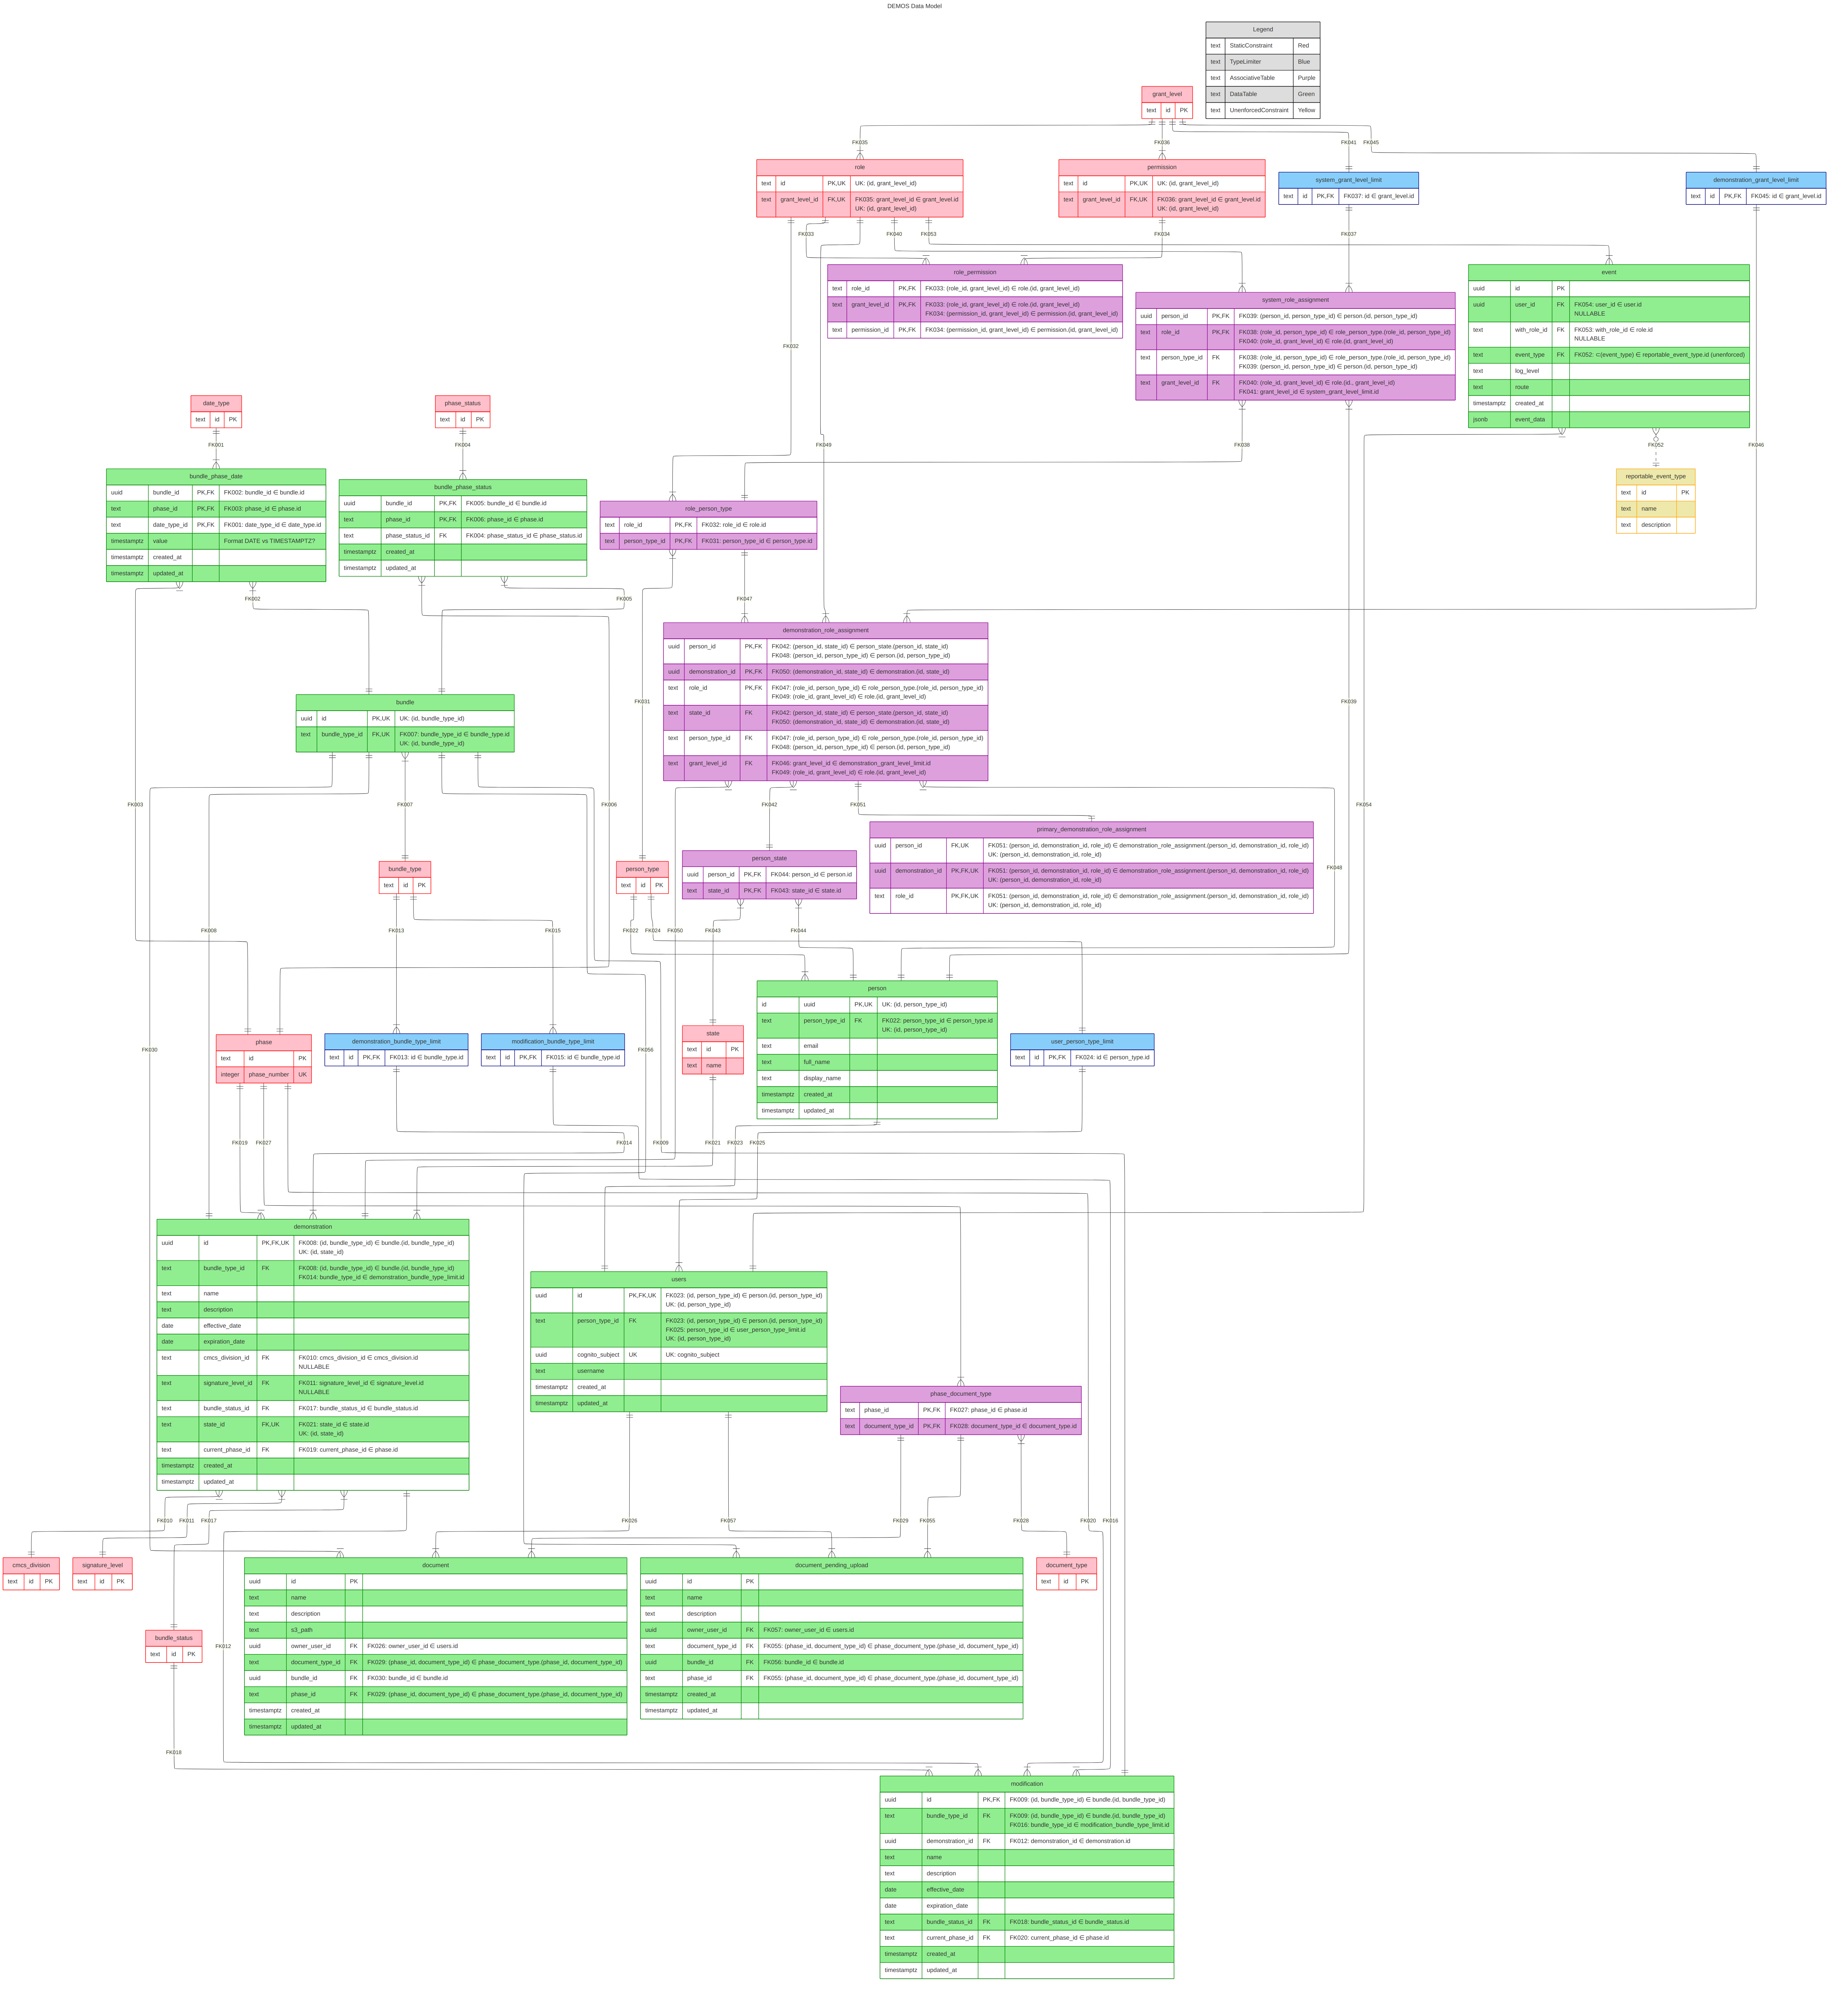 DEMOS Data Model
Legend
text StaticConstraint Red
text TypeLimiter Blue
text AssociativeTable Purple
text DataTable Green
text UnenforcedConstraint Yellow
grant_level
text id PK
FK035
FK036
FK041
FK045
role
text id PK,UK UK: (id, grant_level_id)
text grant_level_id FK,UK FK035: grant_level_id ∈ grant_level.id
UK: (id, grant_level_id)
permission
text id PK,UK UK: (id, grant_level_id)
text grant_level_id FK,UK FK036: grant_level_id ∈ grant_level.id
UK: (id, grant_level_id)
system_grant_level_limit
text id PK,FK FK037: id ∈ grant_level.id
demonstration_grant_level_limit
text id PK,FK FK045: id ∈ grant_level.id
FK033
FK040
FK053
FK034
FK037
role_permission
text role_id PK,FK FK033: (role_id, grant_level_id) ∈ role.(id, grant_level_id)
text grant_level_id PK,FK FK033: (role_id, grant_level_id) ∈ role.(id, grant_level_id)
FK034: (permission_id, grant_level_id) ∈ permission.(id, grant_level_id)
text permission_id PK,FK FK034: (permission_id, grant_level_id) ∈ permission.(id, grant_level_id)
system_role_assignment
uuid person_id PK,FK FK039: (person_id, person_type_id) ∈ person.(id, person_type_id)
text role_id PK,FK FK038: (role_id, person_type_id) ∈ role_person_type.(role_id, person_type_id)
FK040: (role_id, grant_level_id) ∈ role.(id, grant_level_id)
text person_type_id FK FK038: (role_id, person_type_id) ∈ role_person_type.(role_id, person_type_id)
FK039: (person_id, person_type_id) ∈ person.(id, person_type_id)
text grant_level_id FK FK040: (role_id, grant_level_id) ∈ role.(id., grant_level_id)
FK041: grant_level_id ∈ system_grant_level_limit.id
event
uuid id PK
uuid user_id FK FK054: user_id ∈ user.id
NULLABLE
text with_role_id FK FK053: with_role_id ∈ role.id
NULLABLE
text event_type FK FK052: ⊂(event_type) ∈ reportable_event_type.id (unenforced)
text log_level
text route
timestamptz created_at
jsonb event_data
FK032
date_type
text id PK
phase_status
text id PK
FK001
FK004
FK049
FK038
FK052
FK046
bundle_phase_date
uuid bundle_id PK,FK FK002: bundle_id ∈ bundle.id
text phase_id PK,FK FK003: phase_id ∈ phase.id
text date_type_id PK,FK FK001: date_type_id ∈ date_type.id
timestamptz value Format DATE vs TIMESTAMPTZ?
timestamptz created_at
timestamptz updated_at
bundle_phase_status
uuid bundle_id PK,FK FK005: bundle_id ∈ bundle.id
text phase_id PK,FK FK006: phase_id ∈ phase.id
text phase_status_id FK FK004: phase_status_id ∈ phase_status.id
timestamptz created_at
timestamptz updated_at
role_person_type
text role_id PK,FK FK032: role_id ∈ role.id
text person_type_id PK,FK FK031: person_type_id ∈ person_type.id
reportable_event_type
text id PK
text name
text description
FK002
FK005
FK047
demonstration_role_assignment
uuid person_id PK,FK FK042: (person_id, state_id) ∈ person_state.(person_id, state_id)
FK048: (person_id, person_type_id) ∈ person.(id, person_type_id)
uuid demonstration_id PK,FK FK050: (demonstration_id, state_id) ∈ demonstration.(id, state_id)
text role_id PK,FK FK047: (role_id, person_type_id) ∈ role_person_type.(role_id, person_type_id)
FK049: (role_id, grant_level_id) ∈ role.(id, grant_level_id)
text state_id FK FK042: (person_id, state_id) ∈ person_state.(person_id, state_id)
FK050: (demonstration_id, state_id) ∈ demonstration.(id, state_id)
text person_type_id FK FK047: (role_id, person_type_id) ∈ role_person_type.(role_id, person_type_id)
FK048: (person_id, person_type_id) ∈ person.(id, person_type_id)
text grant_level_id FK FK046: grant_level_id ∈ demonstration_grant_level_limit.id
FK049: (role_id, grant_level_id) ∈ role.(id, grant_level_id)
bundle
uuid id PK,UK UK: (id, bundle_type_id)
text bundle_type_id FK,UK FK007: bundle_type_id ∈ bundle_type.id
UK: (id, bundle_type_id)
FK031
FK039
FK003
FK007
FK006
FK042
FK051
FK054
bundle_type
text id PK
person_type
text id PK
person_state
uuid person_id PK,FK FK044: person_id ∈ person.id
text state_id PK,FK FK043: state_id ∈ state.id
primary_demonstration_role_assignment
uuid person_id FK,UK FK051: (person_id, demonstration_id, role_id) ∈ demonstration_role_assignment.(person_id, demonstration_id, role_id)
UK: (person_id, demonstration_id, role_id)
uuid demonstration_id PK,FK,UK FK051: (person_id, demonstration_id, role_id) ∈ demonstration_role_assignment.(person_id, demonstration_id, role_id)
UK: (person_id, demonstration_id, role_id)
text role_id PK,FK,UK FK051: (person_id, demonstration_id, role_id) ∈ demonstration_role_assignment.(person_id, demonstration_id, role_id)
UK: (person_id, demonstration_id, role_id)
FK048
FK008
FK013
FK015
FK022
FK024
FK050
FK043
FK044
person
id uuid PK,UK UK: (id, person_type_id)
text person_type_id FK FK022: person_type_id ∈ person_type.id
UK: (id, person_type_id)
text email
text full_name
text display_name
timestamptz created_at
timestamptz updated_at
FK030
phase
text id PK
integer phase_number UK
demonstration_bundle_type_limit
text id PK,FK FK013: id ∈ bundle_type.id
modification_bundle_type_limit
text id PK,FK FK015: id ∈ bundle_type.id
FK056
state
text id PK
text name
user_person_type_limit
text id PK,FK FK024: id ∈ person_type.id
FK019
FK027
FK014
FK009
FK021
FK023
FK025
demonstration
uuid id PK,FK,UK FK008: (id, bundle_type_id) ∈ bundle.(id, bundle_type_id)
UK: (id, state_id)
text bundle_type_id FK FK008: (id, bundle_type_id) ∈ bundle.(id, bundle_type_id)
FK014: bundle_type_id ∈ demonstration_bundle_type_limit.id
text name
text description
date effective_date
date expiration_date
text cmcs_division_id FK FK010: cmcs_division_id ∈ cmcs_division.id
NULLABLE
text signature_level_id FK FK011: signature_level_id ∈ signature_level.id
NULLABLE
text bundle_status_id FK FK017: bundle_status_id ∈ bundle_status.id
text state_id FK,UK FK021: state_id ∈ state.id
UK: (id, state_id)
text current_phase_id FK FK019: current_phase_id ∈ phase.id
timestamptz created_at
timestamptz updated_at
users
uuid id PK,FK,UK FK023: (id, person_type_id) ∈ person.(id, person_type_id)
UK: (id, person_type_id)
text person_type_id FK FK023: (id, person_type_id) ∈ person.(id, person_type_id)
FK025: person_type_id ∈ user_person_type_limit.id
UK: (id, person_type_id)
uuid cognito_subject UK UK: cognito_subject
text username
timestamptz created_at
timestamptz updated_at
phase_document_type
text phase_id PK,FK FK027: phase_id ∈ phase.id
text document_type_id PK,FK FK028: document_type_id ∈ document_type.id
FK010
FK011
FK017
FK026
FK057
FK029
FK055
FK028
FK020
FK016
cmcs_division
text id PK
signature_level
text id PK
document
uuid id PK
text name
text description
text s3_path
uuid owner_user_id FK FK026: owner_user_id ∈ users.id
text document_type_id FK FK029: (phase_id, document_type_id) ∈ phase_document_type.(phase_id, document_type_id)
uuid bundle_id FK FK030: bundle_id ∈ bundle.id
text phase_id FK FK029: (phase_id, document_type_id) ∈ phase_document_type.(phase_id, document_type_id)
timestamptz created_at
timestamptz updated_at
document_pending_upload
uuid id PK
text name
text description
uuid owner_user_id FK FK057: owner_user_id ∈ users.id
text document_type_id FK FK055: (phase_id, document_type_id) ∈ phase_document_type.(phase_id, document_type_id)
uuid bundle_id FK FK056: bundle_id ∈ bundle.id
text phase_id FK FK055: (phase_id, document_type_id) ∈ phase_document_type.(phase_id, document_type_id)
timestamptz created_at
timestamptz updated_at
document_type
text id PK
bundle_status
text id PK
FK012
FK018
modification
uuid id PK,FK FK009: (id, bundle_type_id) ∈ bundle.(id, bundle_type_id)
text bundle_type_id FK FK009: (id, bundle_type_id) ∈ bundle.(id, bundle_type_id)
FK016: bundle_type_id ∈ modification_bundle_type_limit.id
uuid demonstration_id FK FK012: demonstration_id ∈ demonstration.id
text name
text description
date effective_date
date expiration_date
text bundle_status_id FK FK018: bundle_status_id ∈ bundle_status.id
text current_phase_id FK FK020: current_phase_id ∈ phase.id
timestamptz created_at
timestamptz updated_at